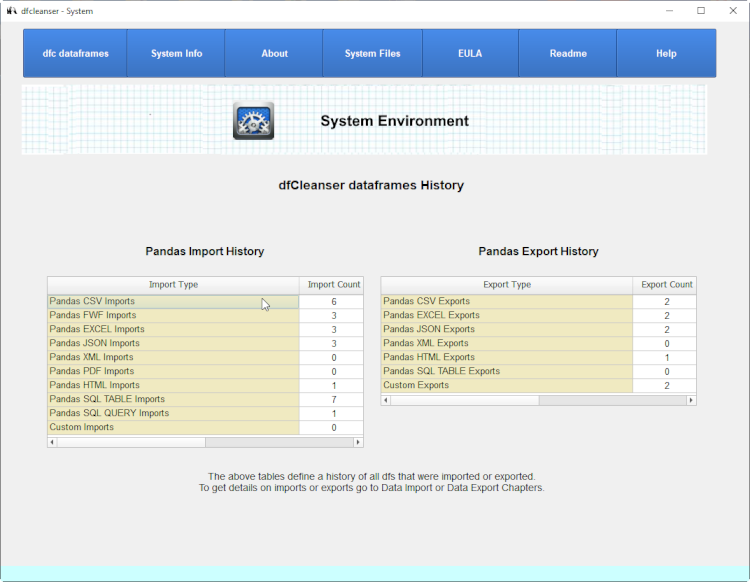 dfcleanser - System
dfc dataframes System Info About System Files EULA Readme Help
System Environment
dfCleanser dataframes History
Pandas Import History
Import Type Import Count
Pandas CSV Imports 6
Pandas FWF Imports 3
Pandas EXCEL Imports 3
Pandas JSON Imports 3
Pandas XML Imports 0
Pandas PDF Imports 0
Pandas HTML Imports 1
Pandas SQL TABLE Imports 7
Pandas SQL QUERY Imports 1
Custom Imports 0
Pandas Export History
Export Type Export Count
Pandas CSV Exports 2
Pandas EXCEL Exports 2
Pandas JSON Exports 2
Pandas XML Exports 0
Pandas HTML Exports 1
Pandas SQL TABLE Exports 0
Custom Exports 2
The above tables define a history of all dfs that were imported or exported.
To get details on imports or exports go to Data Import or Data Export Chapters.